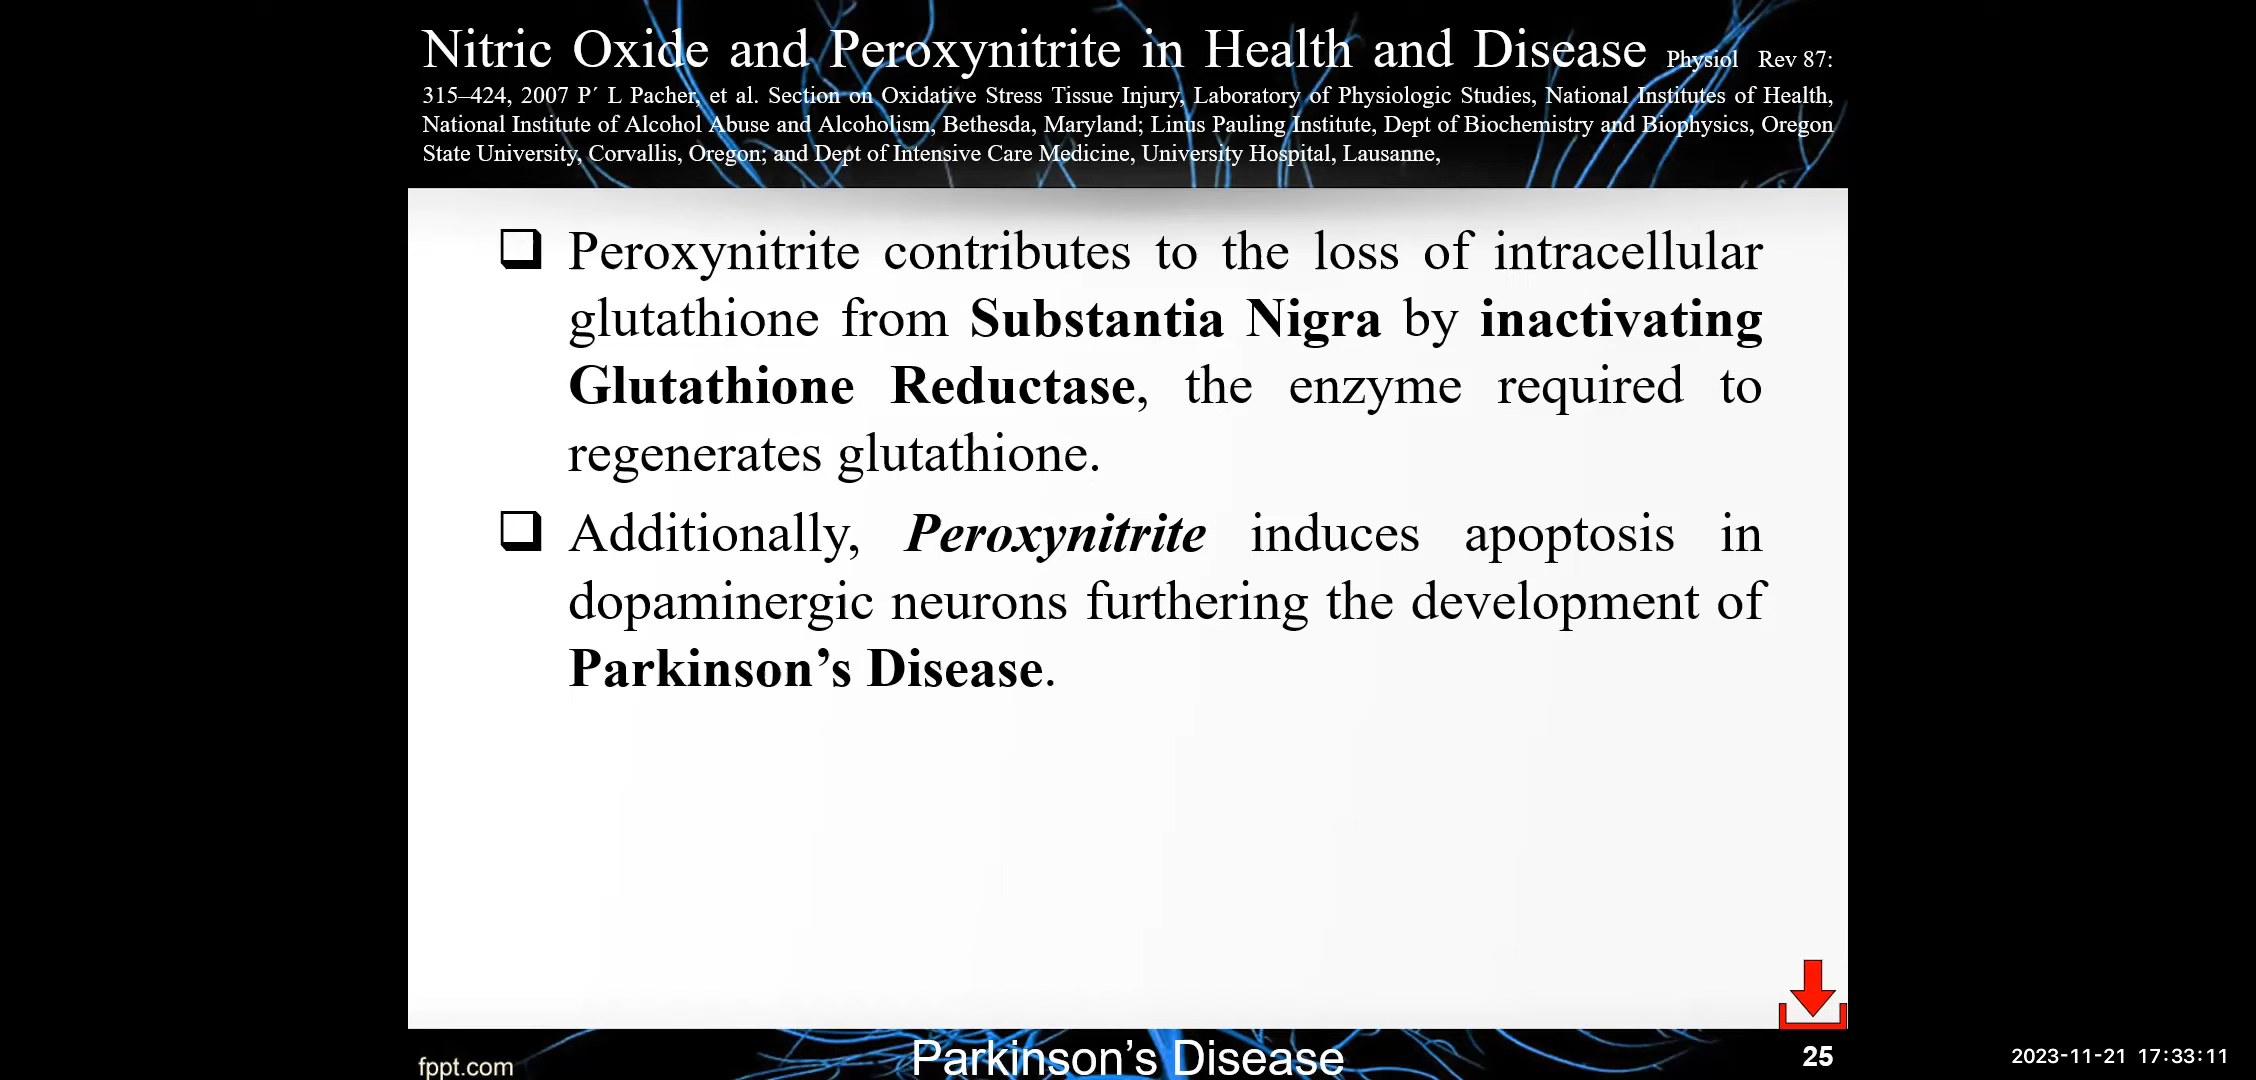 Nitric Oxide and Peroxynitrite in Health and Disease Physiol Rev 87:
315–424, 2007 P´ L Pacher, et al. Section on Oxidative Stress Tissue Injury, Laboratory of Physiologic Studies, National Institutes of Health,
National Institute of Alcohol Abuse and Alcoholism, Bethesda, Maryland; Linus Pauling Institute, Dept of Biochemistry and Biophysics, Oregon
State University, Corvallis, Oregon; and Dept of Intensive Care Medicine, University Hospital, Lausanne,
❑ Peroxynitrite contributes to the loss of intracellular
glutathione from Substantia Nigra by inactivating
Glutathione Reductase, the enzyme required to
regenerates glutathione.
❑ Additionally, Peroxynitrite induces apoptosis in
dopaminergic neurons furthering the development of
Parkinson’s Disease.
fppt.com
Parkinson’s Disease
25
2023-11-21 17:33:11